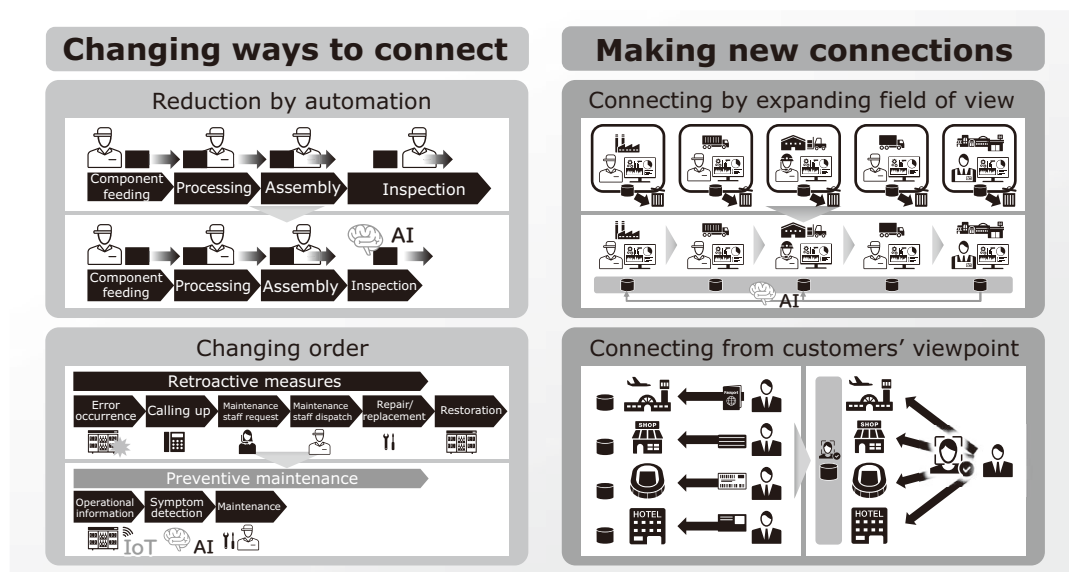 Changing ways to connect
Reduction by automation
Component
feeding
Processing
Assembly
Inspection
AI
Component
feeding
Processing
Assembly
Inspection
Changing order
Retroactive measures
Error
occurrence
Calling up
Maintenance
staff request
Maintenance
staff dispatch
Repair/
replacement
Restoration
Preventive maintenance
Operational
information
Symptom
detection
Maintenance
IoT
AI
Making new connections
Connecting by expanding field of view
AI
Connecting from customers’ viewpoint
Passport
SHOP
HOTEL
SHOP
HOTEL